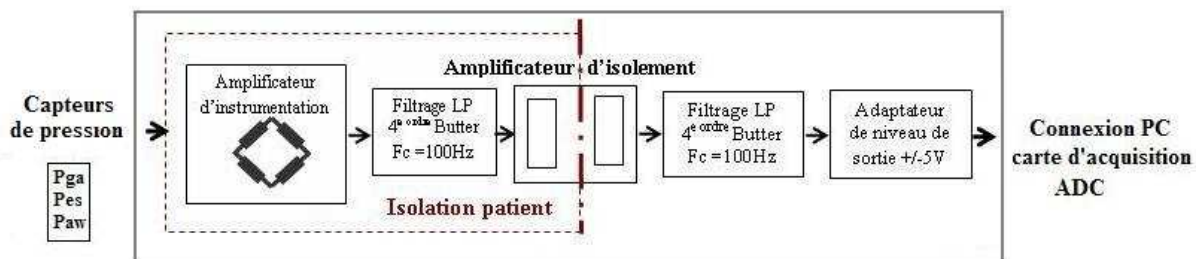 Capteurs
de pression
Pga
Pes
Paw
Amplificateur
d'instrumentation
Filtrage LP
4e ordre Butter
Fc =100Hz
Isolation patient
Amplificateur d'isolement
Filtrage LP
4e ordre Butter
Fc =100Hz
Adaptateur
de niveau de
sortie +/-5V
Connexion PC
carte d'acquisition
ADC